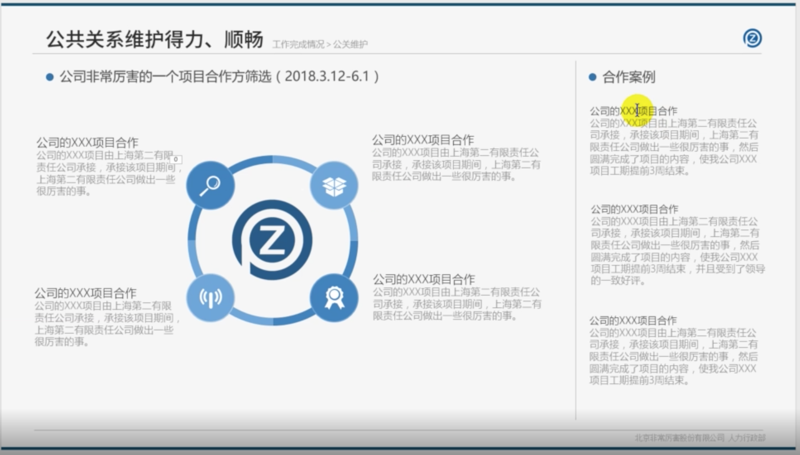 公共关系维护得力、顺畅
工作完成情况 > 公关维护
Z
公司非常厉害的一个项目合作方筛选（2018.3.12-6.1）
公司的XXX项目合作
公司的XXX项目由上海第二有限
责任公司承接，承接该项目期间，
上海第二有限责任公司做出一些
很厉害的事。
公司的XXX项目合作
公司的XXX项目由上海第二有限责任公
司承接，承接该项目期间，上海第二有
限责任公司做出一些很厉害的事。
Z
公司的XXX项目合作
公司的XXX项目由上海第二有限
责任公司承接，承接该项目期间，
上海第二有限责任公司做出一些
很厉害的事。
公司的XXX项目合作
公司的XXX项目由上海第二有限责任公
司承接，承接该项目期间，上海第二有
限责任公司做出一些很厉害的事。
合作案例
公司的XXX项目合作
公司的XXX项目由上海第二有限责任公
司承接，承接该项目期间，上海第二有
限责任公司做出一些很厉害的事，然后
圆满完成了项目的内容，使我公司XXX
项目工期提前3周结束。
公司的XXX项目合作
公司的XXX项目由上海第二有限责任公
司承接，承接该项目期间，上海第二有
限责任公司做出一些很厉害的事，然后
圆满完成了项目的内容，使我公司XXX
项目工期提前3周结束，并且受到了领导
的一致好评。
公司的XXX项目合作
公司的XXX项目由上海第二有限责任公
司承接，承接该项目期间，上海第二有
限责任公司做出一些很厉害的事，然后
圆满完成了项目的内容，使我公司XXX
项目工期提前3周结束。
北京非常厉害股份有限公司 人力行政部